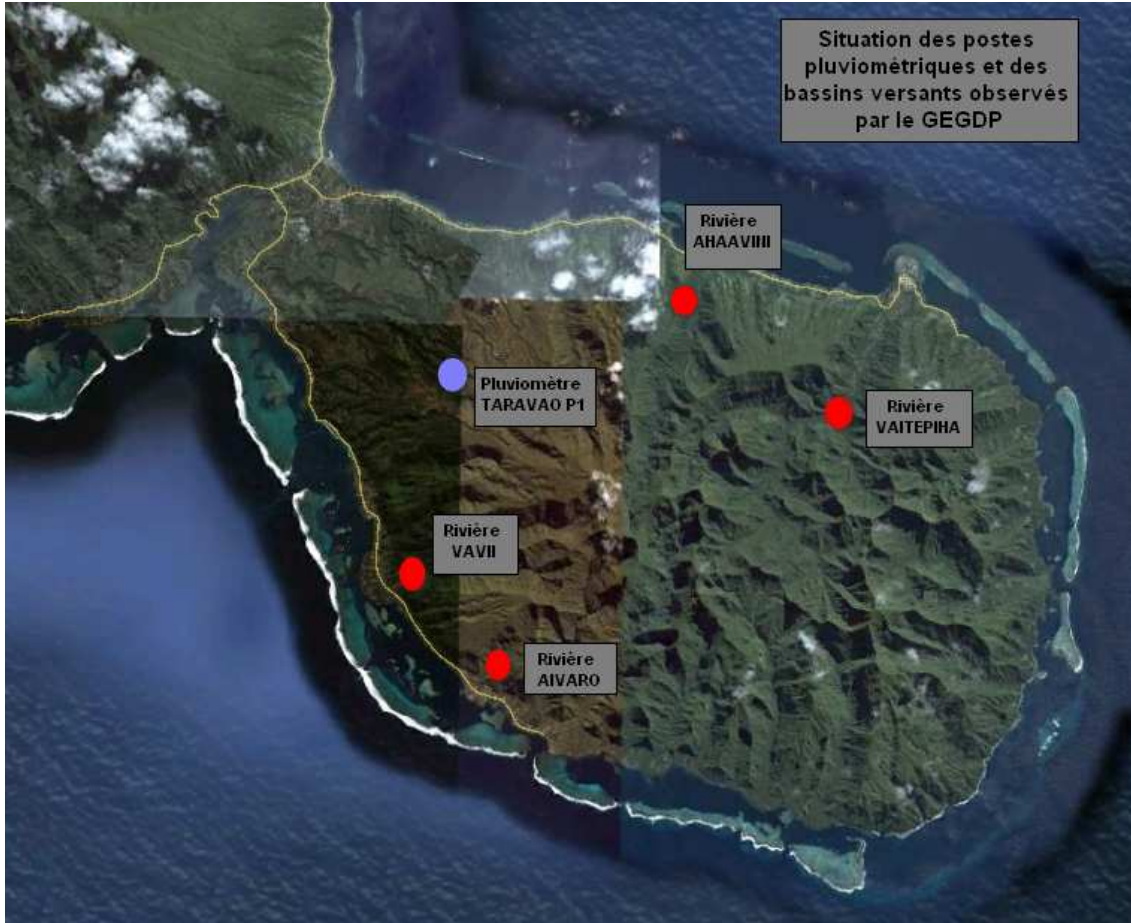 Situation des postes
pluviométriques et des
bassins versants observés
par le GEGDP
Rivière
AHAAVINI
Pluviomètre
TARAVAO P1
Rivière
VAITEPIHA
Rivière
VAVII
Rivière
AIVARO